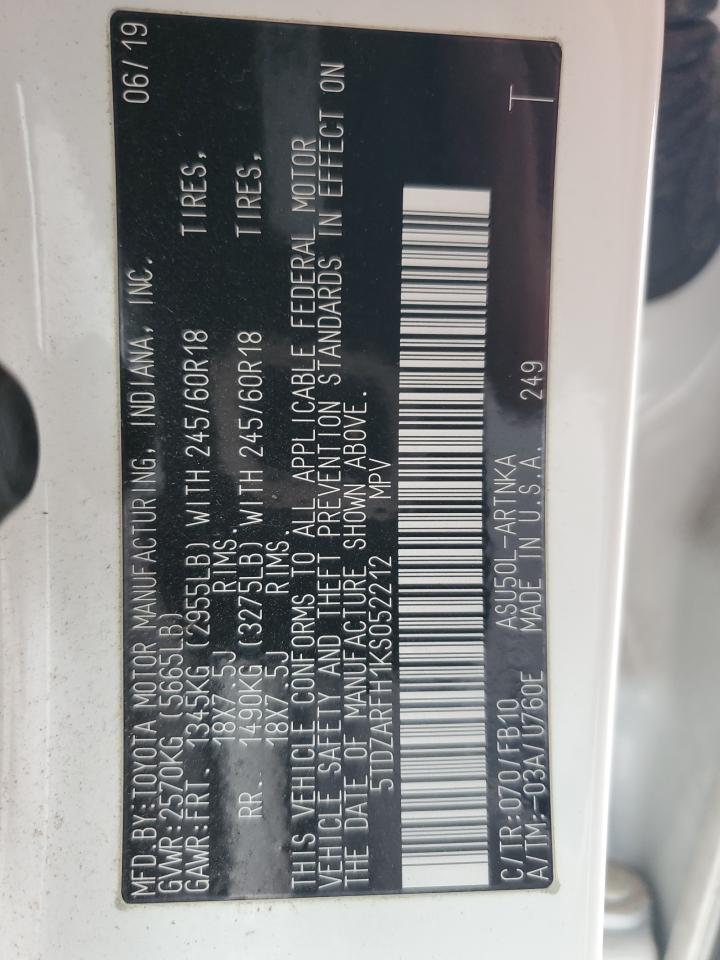 MFD.BY:TOYOTA MOTOR MANUFACTURING, INDIANA, INC. 06/19
GVWR:2570KG (5665LB)
GAWR:FRT. 1345KG (2955LB) WITH 245/60R18 TIRES,
18X7.5J RIMS.
RR. 1490KG (3275LB) WITH 245/60R18 TIRES,
18X7.5J RIMS.
THIS VEHICLE CONFORMS TO ALL APPLICABLE FEDERAL MOTOR
VEHICLE SAFETY AND THEFT PREVENTION STANDARDS IN EFFECT ON
THE DATE OF MANUFACTURE SHOWN ABOVE.
5TDZARFH1KS052212 MPV
C/TR:070/FB10 ASU50L-ARTNKA T
A/TM:-03A/U760E MADE IN U.S.A. 249